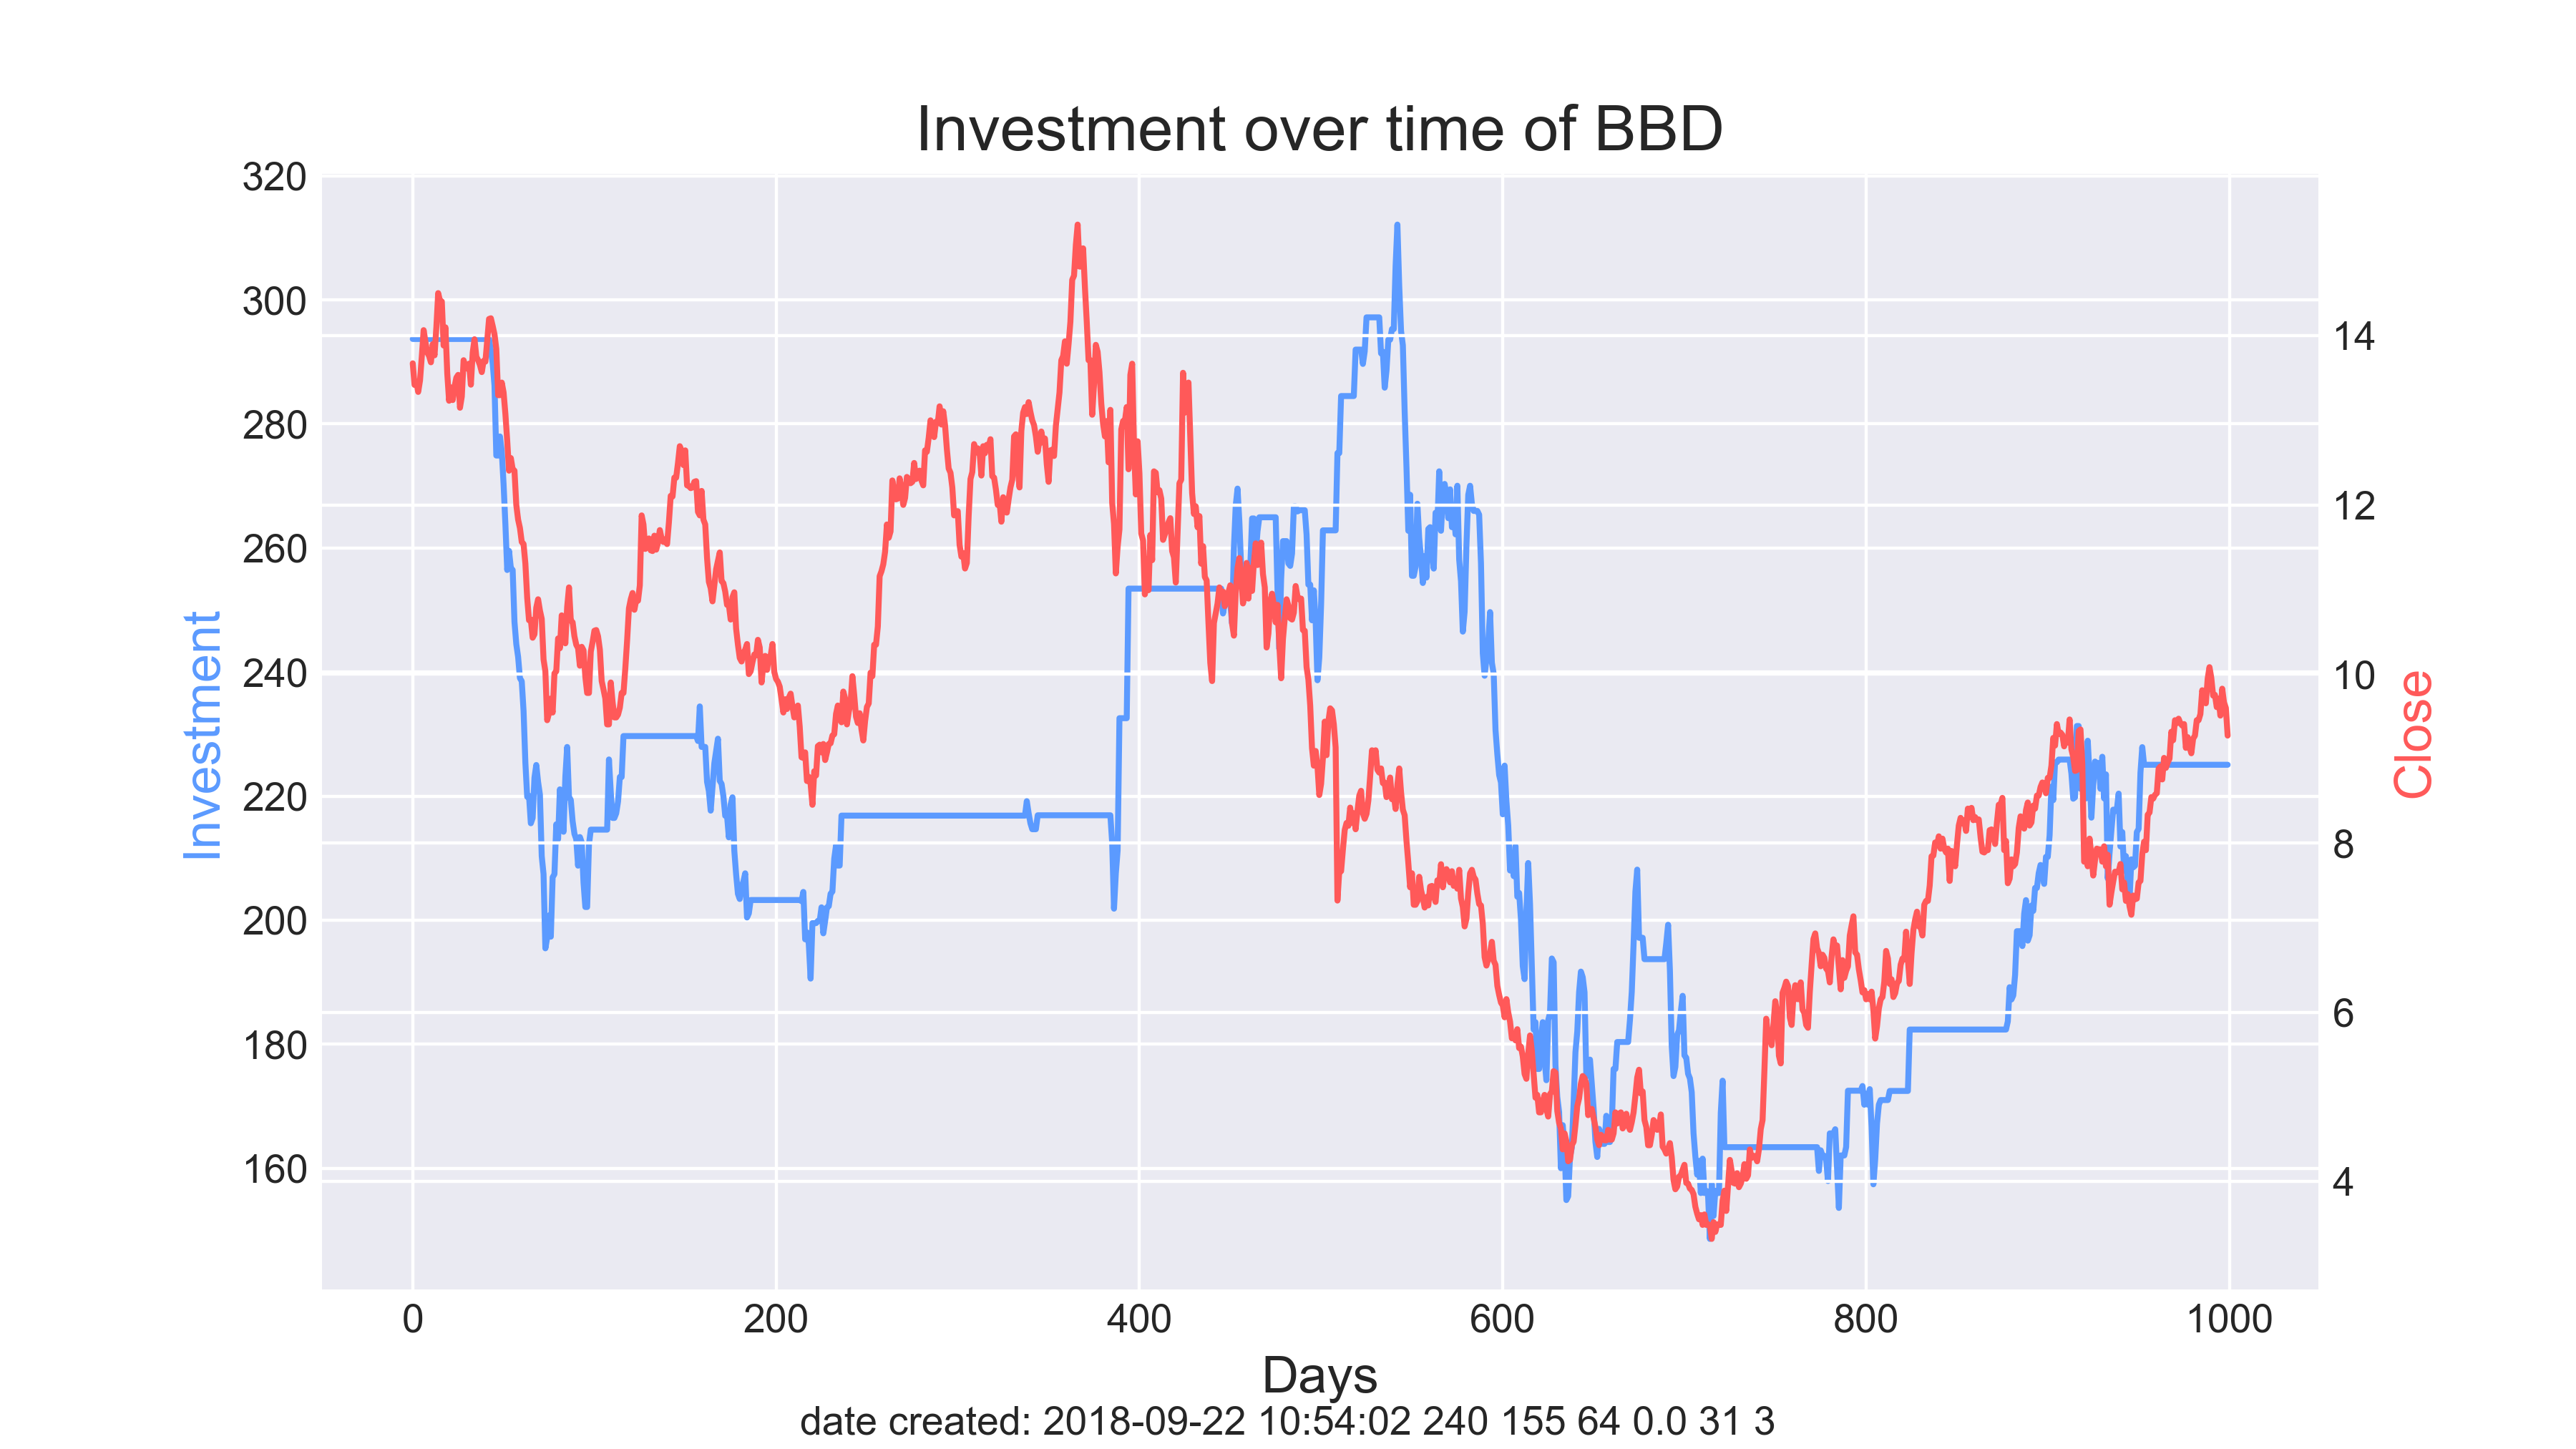 Investment over time of BBD
320
300
280
260
240
220
200
180
160
Investment
14
12
10
8
6
4
Close
0 200 400 600 800 1000
Days
date created: 2018-09-22 10:54:02 240 155 64 0.0 31 3